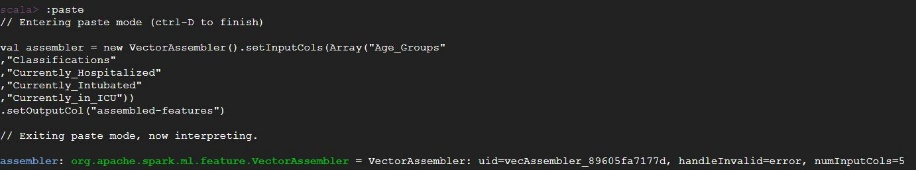 scala> :paste
// Entering paste mode (ctrl-D to finish)
val assembler = new VectorAssembler().setInputCols(Array("Age_Groups"
,"Classifications"
,"Currently_Hospitalized"
,"Currently_Intubated"
,"Currently_in_ICU"))
.setOutputCol("assembled-features")
// Exiting paste mode, now interpreting.
assembler: org.apache.spark.ml.feature.VectorAssembler = VectorAssembler: uid=vecAssembler_89605fa7177d, handleInvalid=error, numInputCols=5